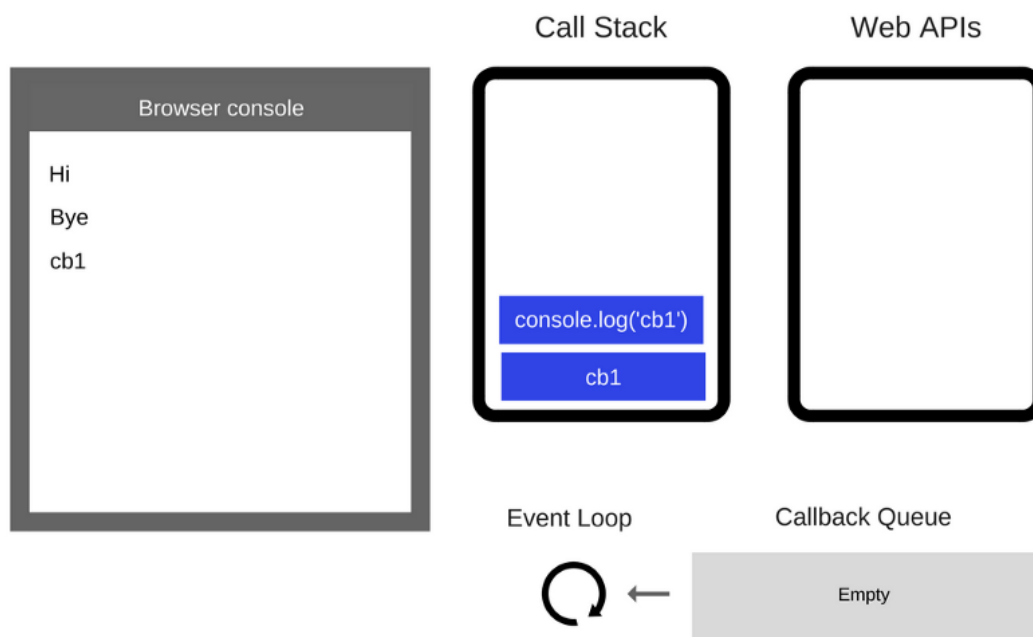 Call Stack
Web APIs
Browser console
Hi
Bye
cb1
console.log('cb1')
cb1
Event Loop
Callback Queue
Empty